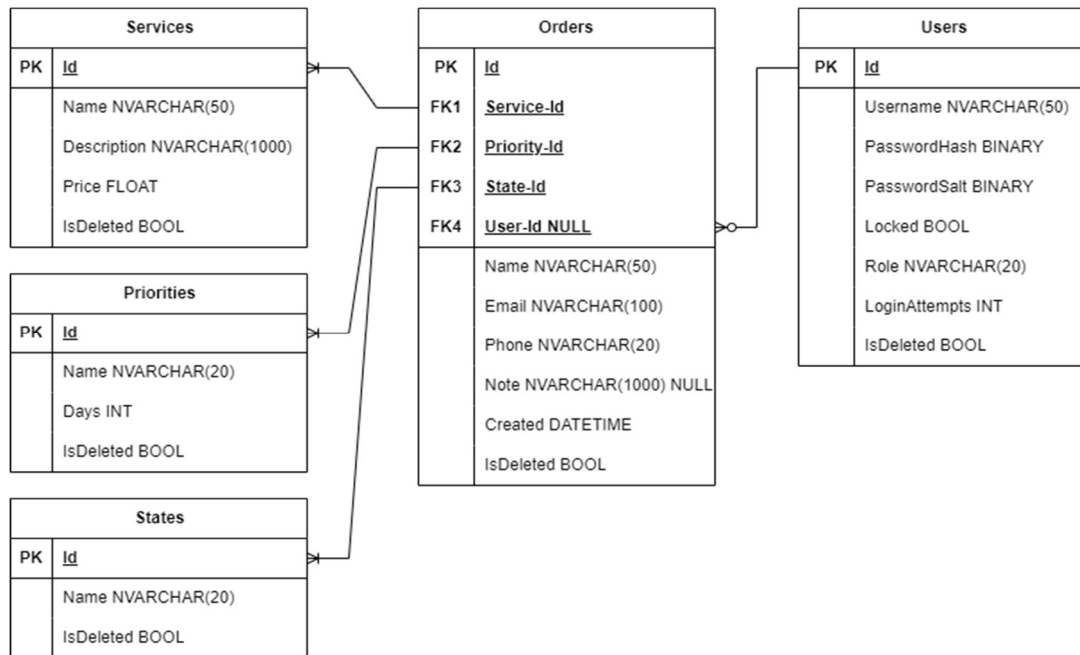 Services
PK Id
Name NVARCHAR(50)
Description NVARCHAR(1000)
Price FLOAT
IsDeleted BOOL
Priorities
PK Id
Name NVARCHAR(20)
Days INT
IsDeleted BOOL
States
PK Id
Name NVARCHAR(20)
IsDeleted BOOL
Orders
PK Id
FK1 Service-Id
FK2 Priority-Id
FK3 State-Id
FK4 User-Id NULL
Name NVARCHAR(50)
Email NVARCHAR(100)
Phone NVARCHAR(20)
Note NVARCHAR(1000) NULL
Created DATETIME
IsDeleted BOOL
Users
PK Id
Username NVARCHAR(50)
PasswordHash BINARY
PasswordSalt BINARY
Locked BOOL
Role NVARCHAR(20)
LoginAttempts INT
IsDeleted BOOL